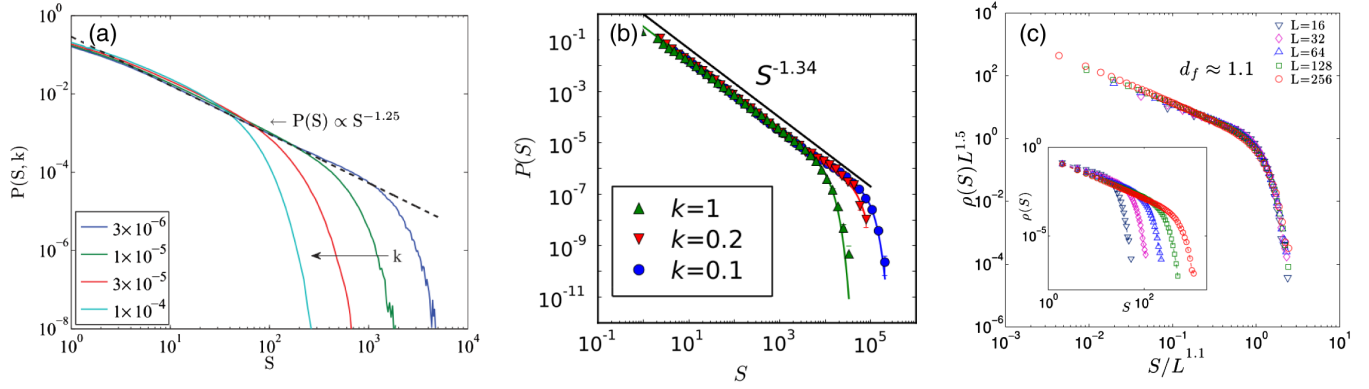 (a)
P(S, k)
10^0
10^-2
10^-4
10^-6
10^-8
← P(S) ∝ S^-1.25
k
3×10^-6
1×10^-5
3×10^-5
1×10^-4
10^0 10^1 10^2 10^3 10^4
S
(b)
P(S)
10^-1
10^-3
10^-5
10^-7
10^-9
10^-11
S^-1.34
k=1
k=0.2
k=0.1
10^-1 10^1 10^3 10^5
S
(c)
ρ(S)L^1.5
10^5
10^4
10^2
10^0
10^-2
10^-4
10^-6
d_f ≈ 1.1
L=16
L=32
L=64
L=128
L=256
ρ(S)
10^0
10^-5
10^0 S 10^2
10^-3 10^-2 10^-1 10^0 10^1
S/L^1.1